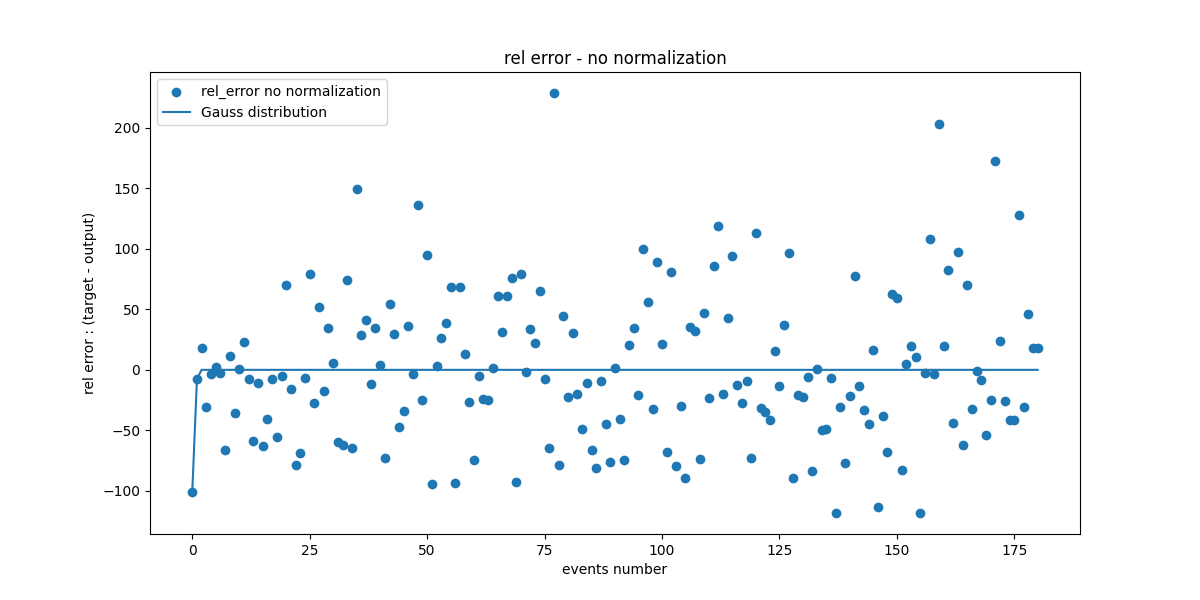 rel error - no normalization
rel_error no normalization
Gauss distribution
rel error : (target - output)
200
150
100
50
0
−50
−100
0 25 50 75 100 125 150 175
events number